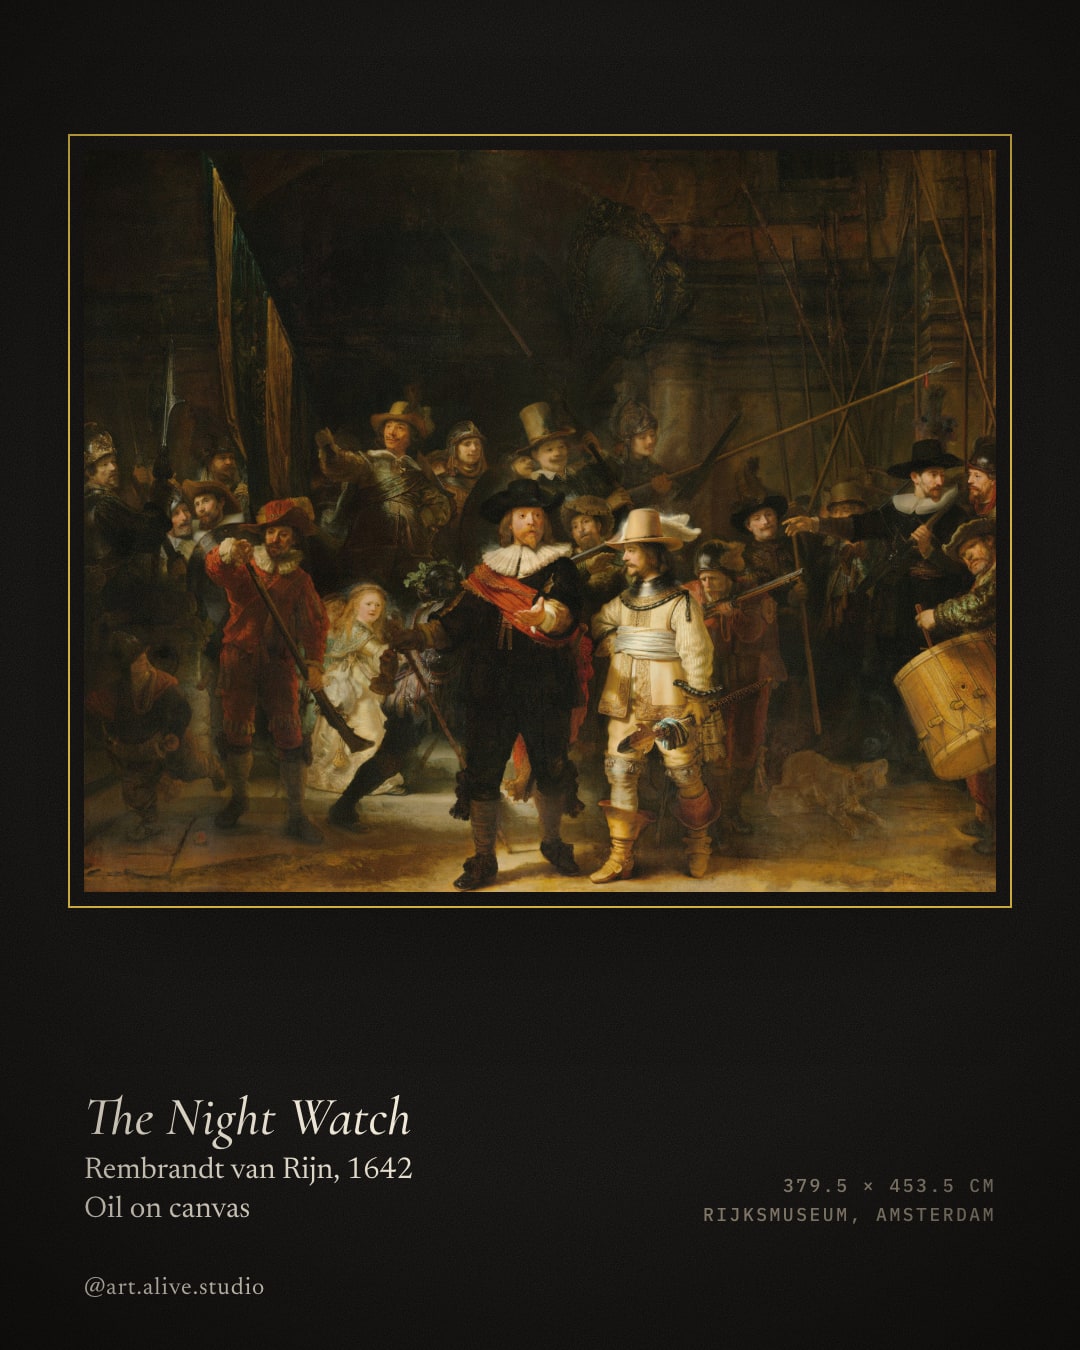 The Night Watch
Rembrandt van Rijn, 1642
Oil on canvas
379.5 × 453.5 CM
RIJKSMUSEUM, AMSTERDAM
@art.alive.studio